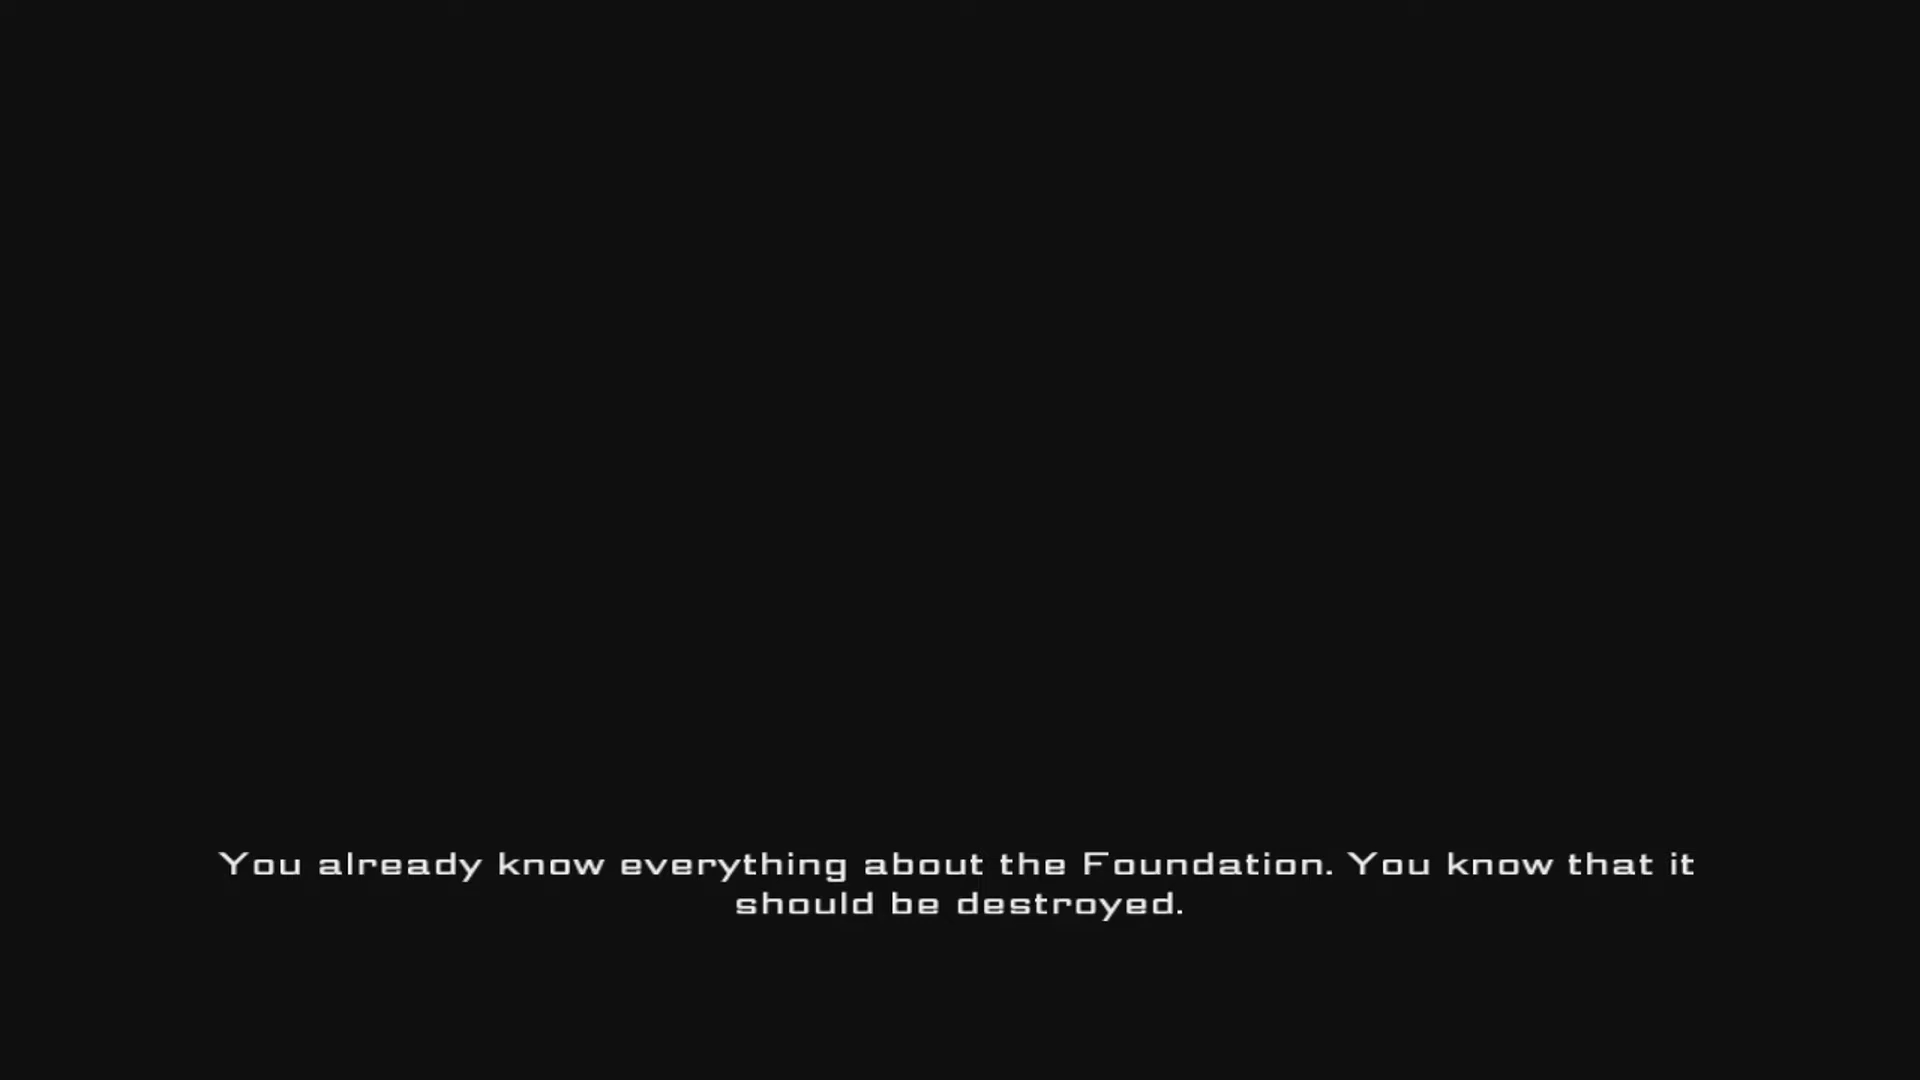 You already know everything about the Foundation. You know that it
should be destroyed.